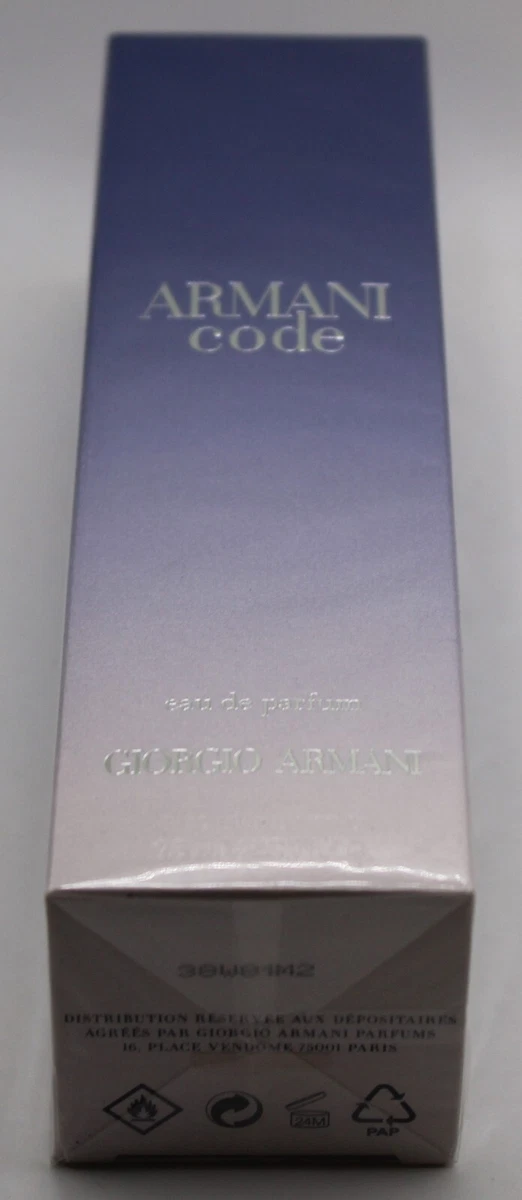 ARMANI
code
eau de parfum
GIORGIO ARMANI
38W01M2
DISTRIBUTION RÉSERVÉE AUX DÉPOSITAIRES
AGRÉÉS PAR GIORGIO ARMANI PARFUMS
16, PLACE VENDOME 75001 PARIS
24M
PAP